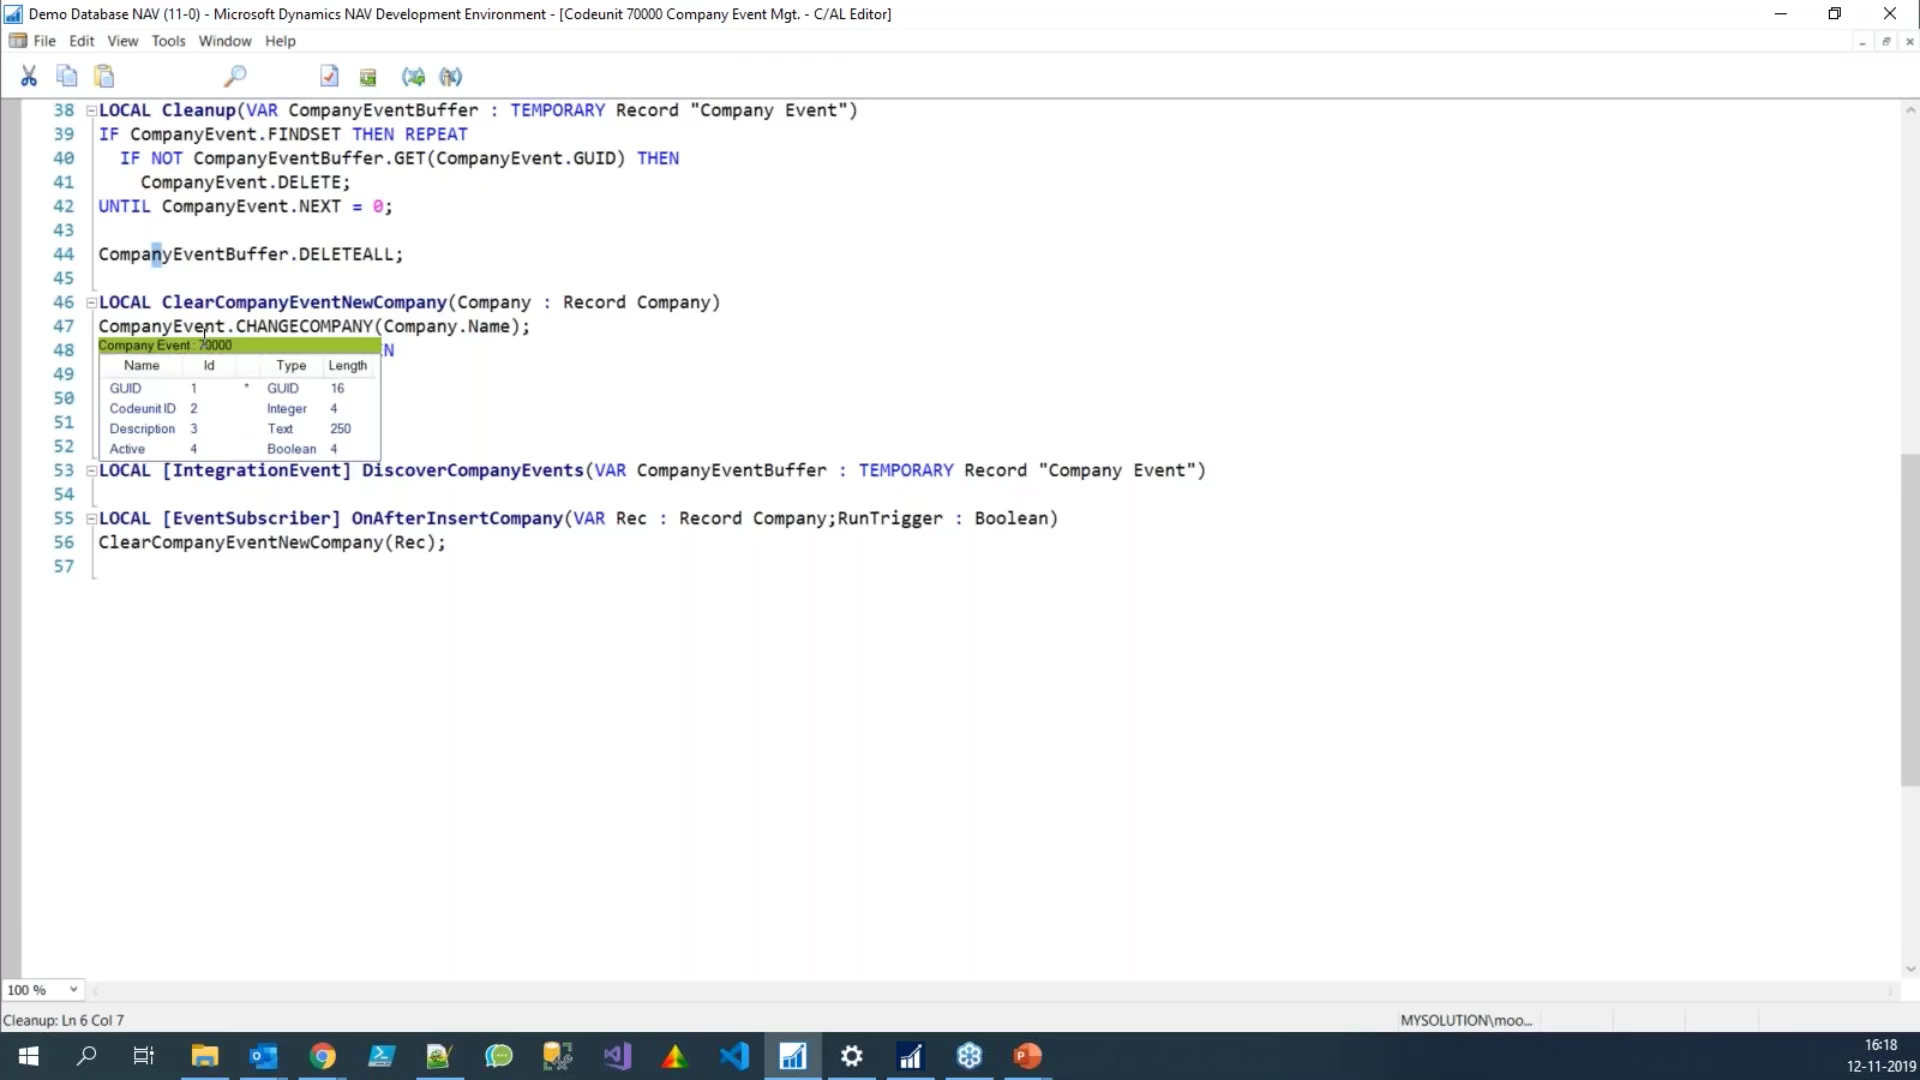 Demo Database NAV (11-0) - Microsoft Dynamics NAV Development Environment - [Codeunit 70000 Company Event Mgt. - C/AL Editor]
File Edit View Tools Window Help
38 LOCAL Cleanup(VAR CompanyEventBuffer : TEMPORARY Record "Company Event")
39 IF CompanyEvent.FINDSET THEN REPEAT
40 IF NOT CompanyEventBuffer.GET(CompanyEvent.GUID) THEN
41 CompanyEvent.DELETE;
42 UNTIL CompanyEvent.NEXT = 0;
43
44 CompanyEventBuffer.DELETEALL;
45
46 LOCAL ClearCompanyEventNewCompany(Company : Record Company)
47 CompanyEvent.CHANGECOMPANY(Company.Name);
Company Event : 70000
48 EN
Name Id Type Length
49 GUID 1 * GUID 16
50 Codeunit ID 2 Integer 4
51 Description 3 Text 250
52 Active 4 Boolean 4
53 LOCAL [IntegrationEvent] DiscoverCompanyEvents(VAR CompanyEventBuffer : TEMPORARY Record "Company Event")
54
55 LOCAL [EventSubscriber] OnAfterInsertCompany(VAR Rec : Record Company;RunTrigger : Boolean)
56 ClearCompanyEventNewCompany(Rec);
57
100 %
Cleanup: Ln 6 Col 7 MYSOLUTION\moo...
16:18
12-11-2019